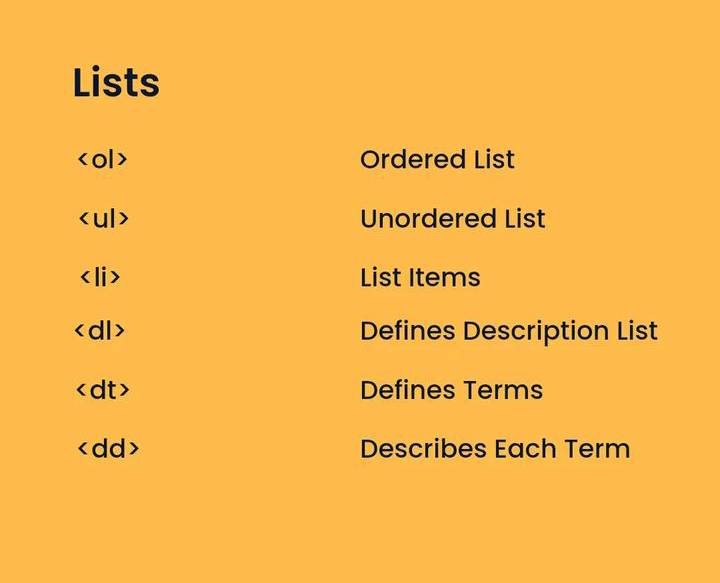 Lists
<ol> Ordered List
<ul> Unordered List
<li> List Items
<dl> Defines Description List
<dt> Defines Terms
<dd> Describes Each Term